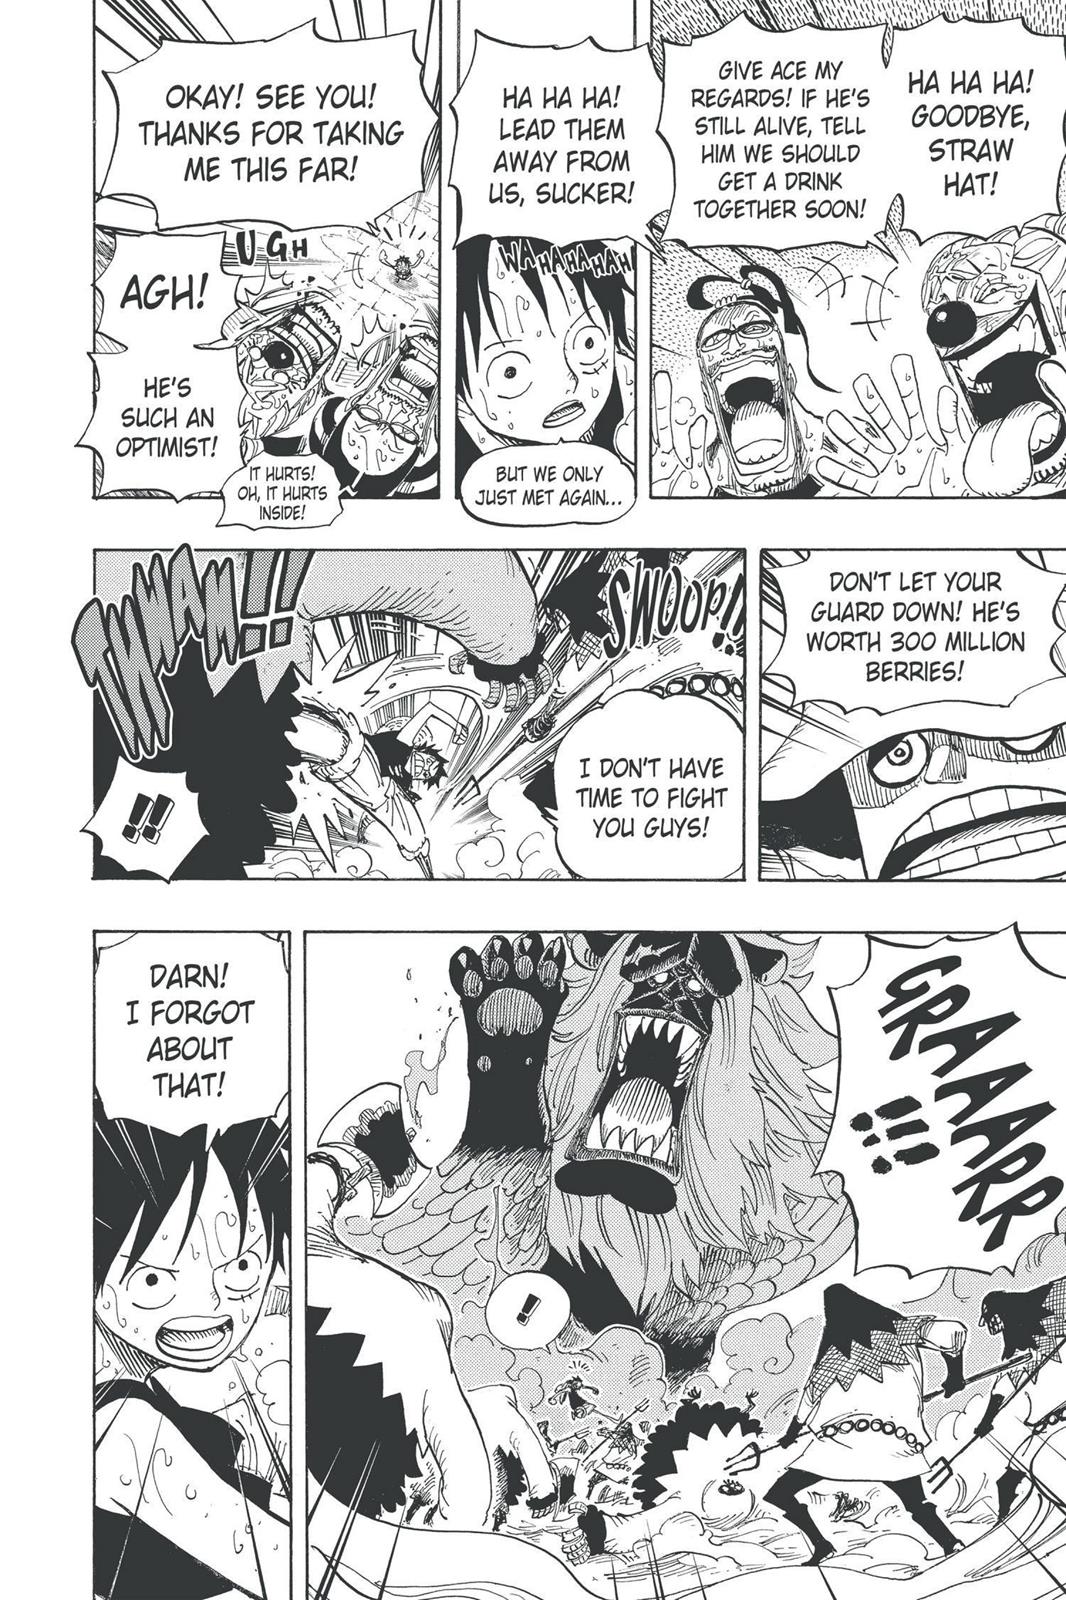 HA HA HA!
GOODBYE,
STRAW
HAT!
GIVE ACE MY
REGARDS! IF HE'S
STILL ALIVE, TELL
HIM WE SHOULD
GET A DRINK
TOGETHER SOON!
HA HA HA!
LEAD THEM
AWAY FROM
US, SUCKER!
WAHAHAHAH
BUT WE ONLY
JUST MET AGAIN...
OKAY! SEE YOU!
THANKS FOR TAKING
ME THIS FAR!
UGH
AGH!
HE'S
SUCH AN
OPTIMIST!
IT HURTS!
OH, IT HURTS
INSIDE!
DON'T LET YOUR
GUARD DOWN! HE'S
WORTH 300 MILLION
BERRIES!
SWOOP!!
I DON'T HAVE
TIME TO FIGHT
YOU GUYS!
THWAM!!
!!
GRAAARR
!!!
!!
DARN!
I FORGOT
ABOUT
THAT!